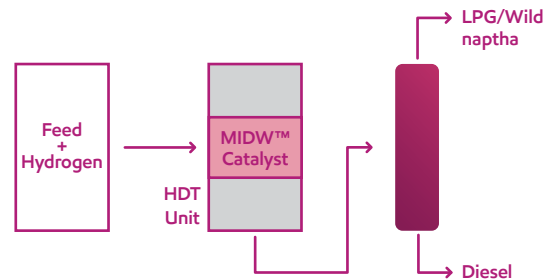 LPG/Wild
naptha
Feed
+
Hydrogen
MIDW™
Catalyst
HDT
Unit
Diesel